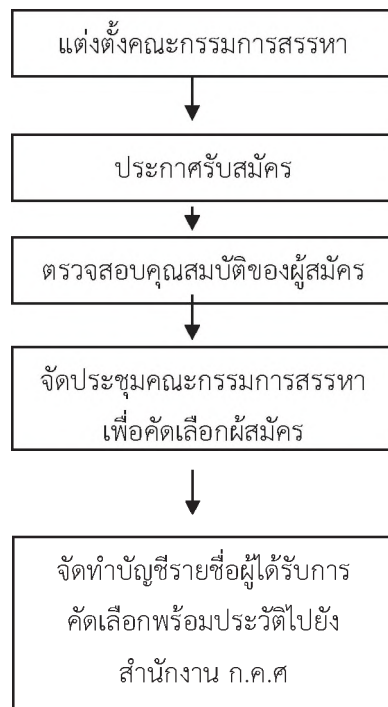 แต่งตั้งคณะกรรมการสรรหา
ประกาศรับสมัคร
ตรวจสอบคุณสมบัติของผู้สมัคร
จัดประชุมคณะกรรมการสรรหา
เพื่อคัดเลือกผ้สมัคร
จัดทำบัญชีรายชื่อผู้ได้รับการ
คัดเลือกพร้อมประวัติไปยัง
สำนักงาน ก.ค.ศ